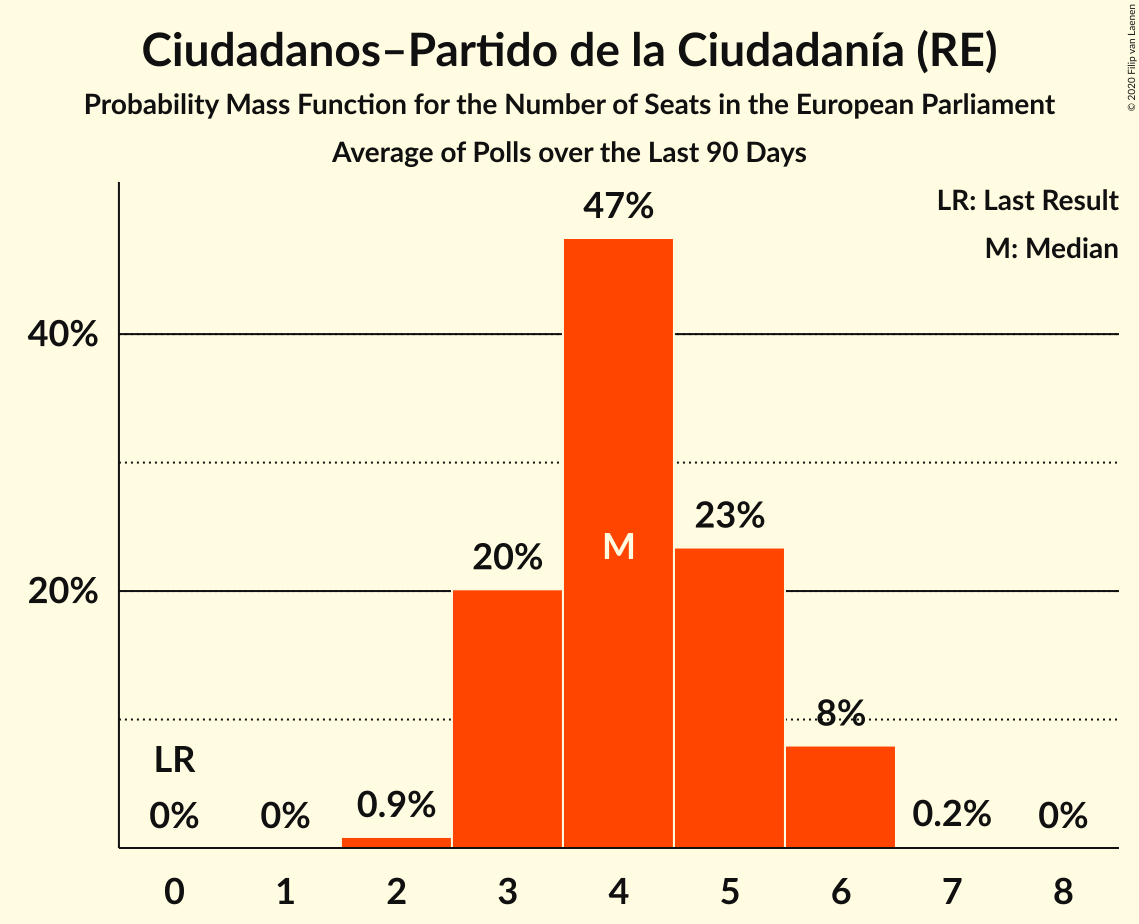 Ciudadanos–Partido de la Ciudadanía (RE)
Probability Mass Function for the Number of Seats in the European Parliament
Average of Polls over the Last 90 Days
© 2020 Filip van Laenen
LR: Last Result
M: Median
40%
20%
LR
0%
0%
0.9%
20%
47%
M
23%
8%
0.2%
0%
0 1 2 3 4 5 6 7 8